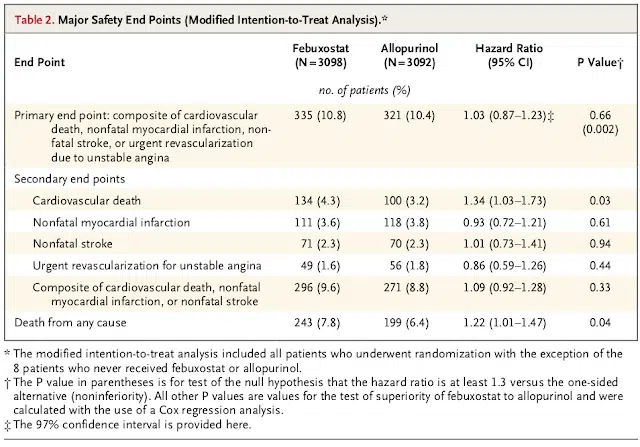 Table 2. Major Safety End Points (Modified Intention-to-Treat Analysis).*
End Point Febuxostat (N=3098) Allopurinol (N=3092) Hazard Ratio (95% CI) P Value†
no. of patients (%)
Primary end point: composite of cardiovascular 335 (10.8) 321 (10.4) 1.03 (0.87–1.23)‡ 0.66
death, nonfatal myocardial infarction, non- (0.002)
fatal stroke, or urgent revascularization
due to unstable angina
Secondary end points
Cardiovascular death 134 (4.3) 100 (3.2) 1.34 (1.03–1.73) 0.03
Nonfatal myocardial infarction 111 (3.6) 118 (3.8) 0.93 (0.72–1.21) 0.61
Nonfatal stroke 71 (2.3) 70 (2.3) 1.01 (0.73–1.41) 0.94
Urgent revascularization for unstable angina 49 (1.6) 56 (1.8) 0.86 (0.59–1.26) 0.44
Composite of cardiovascular death, nonfatal 296 (9.6) 271 (8.8) 1.09 (0.92–1.28) 0.33
myocardial infarction, or nonfatal stroke
Death from any cause 243 (7.8) 199 (6.4) 1.22 (1.01–1.47) 0.04
* The modified intention-to-treat analysis included all patients who underwent randomization with the exception of the
8 patients who never received febuxostat or allopurinol.
† The P value in parentheses is for test of the null hypothesis that the hazard ratio is at least 1.3 versus the one-sided
alternative (noninferiority). All other P values are values for the test of superiority of febuxostat to allopurinol and were
calculated with the use of a Cox regression analysis.
‡ The 97% confidence interval is provided here.